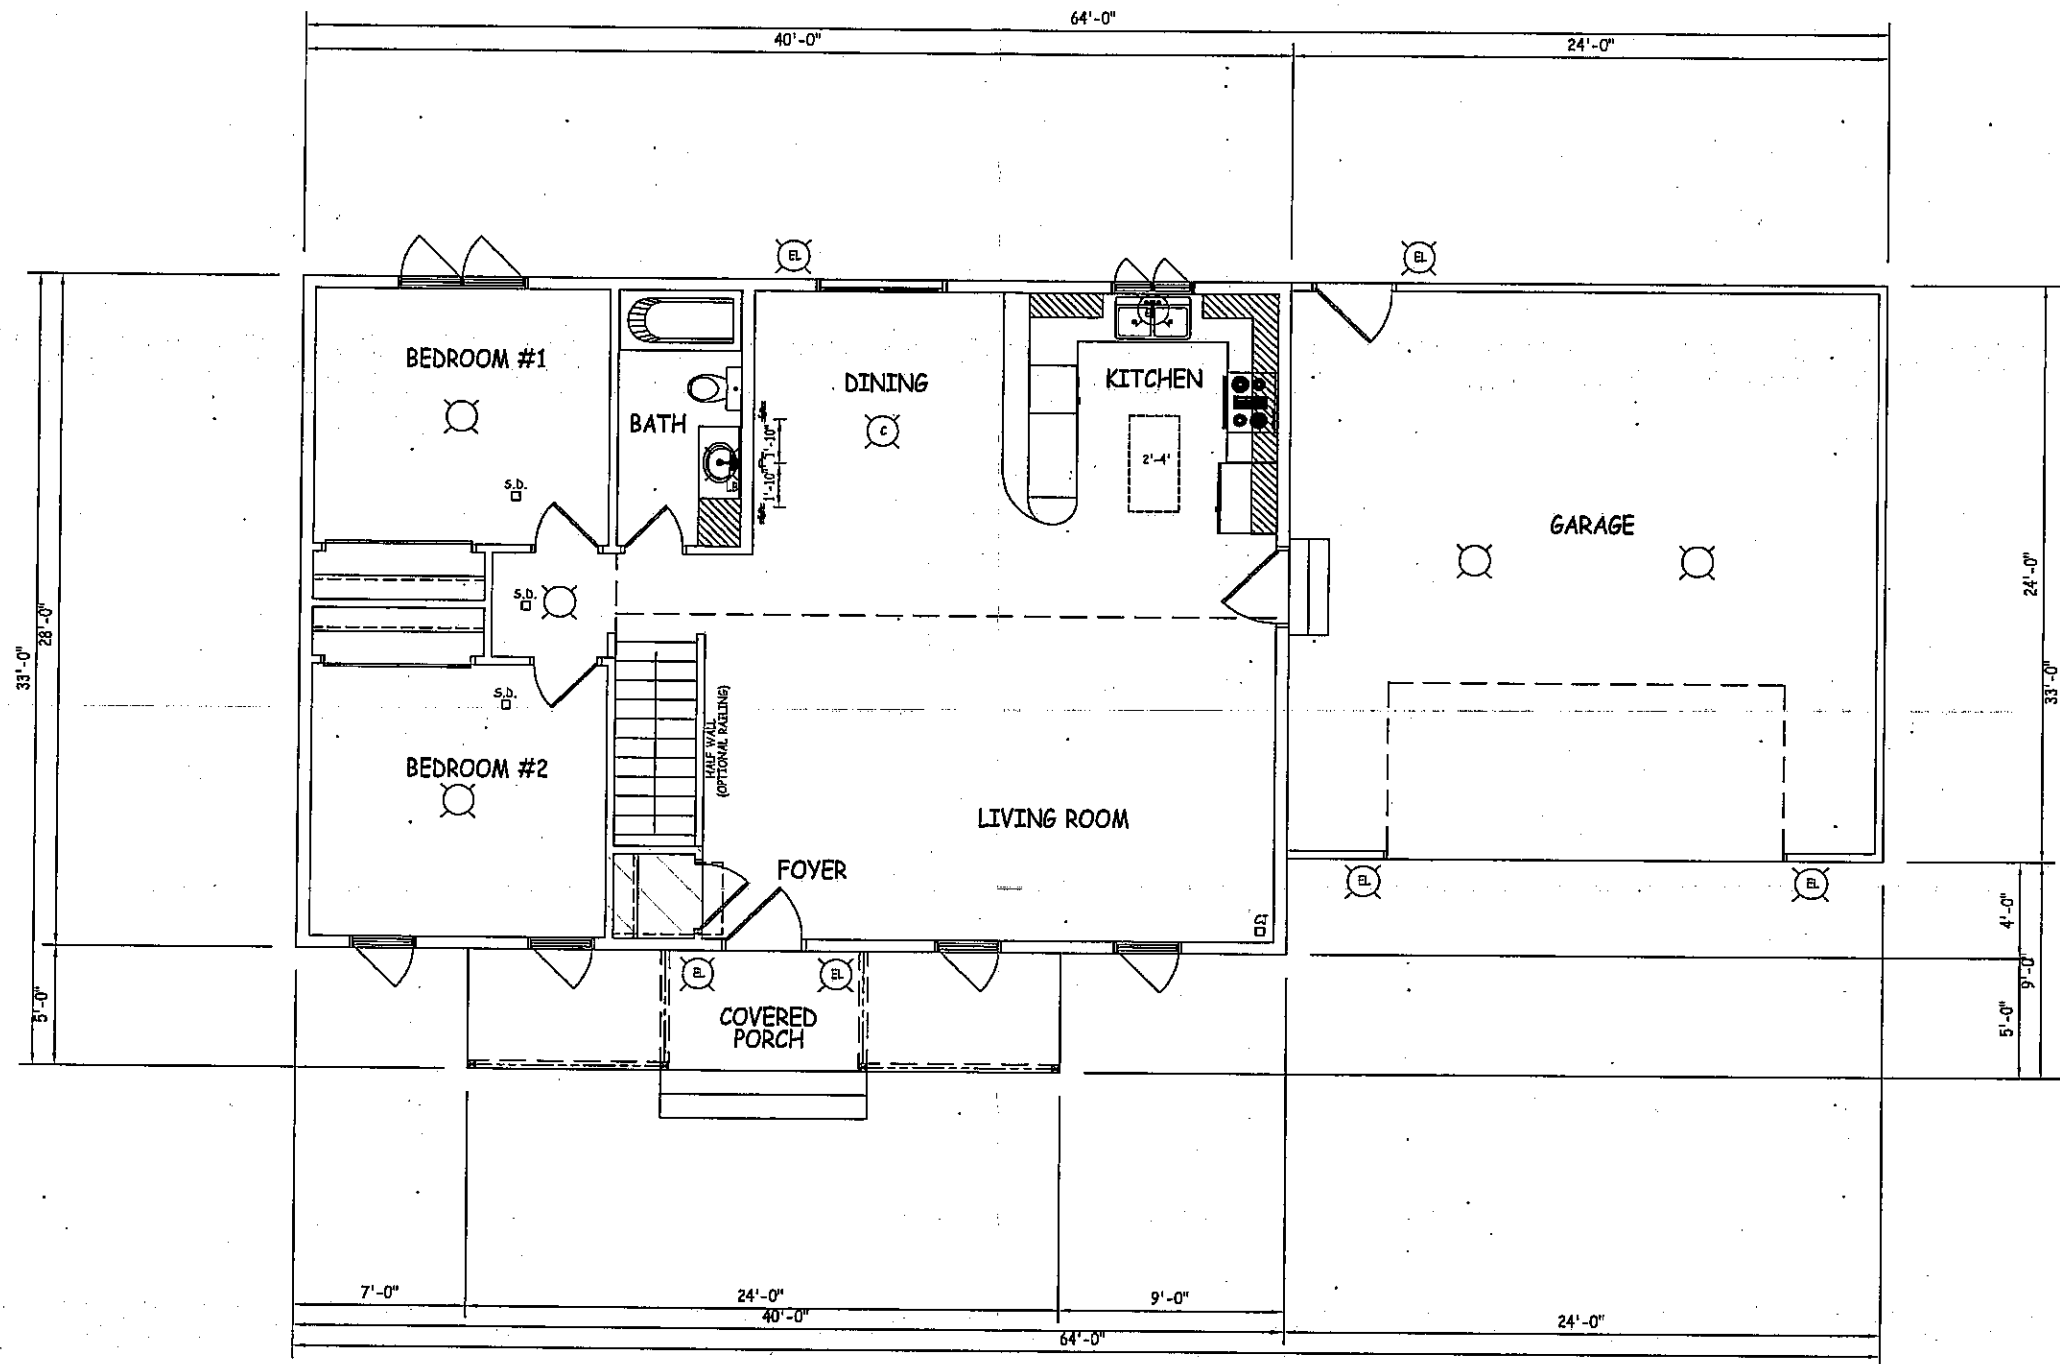 64'-0"
40'-0"
24'-0"
EL
EL
BEDROOM #1
DINING
KITCHEN
BATH
C
1'-10"
1'-10"
2'-4"
S.D.
GARAGE
S.D.
28'-0"
33'-0"
24'-0"
33'-0"
S.D.
HALF WALL
(OPTIONAL RAILING)
BEDROOM #2
LIVING ROOM
FOYER
EL
EL
4'-0"
9'-0"
5'-0"
5'-0"
EL
EL
COVERED
PORCH
7'-0"
24'-0"
9'-0"
40'-0"
24'-0"
64'-0"